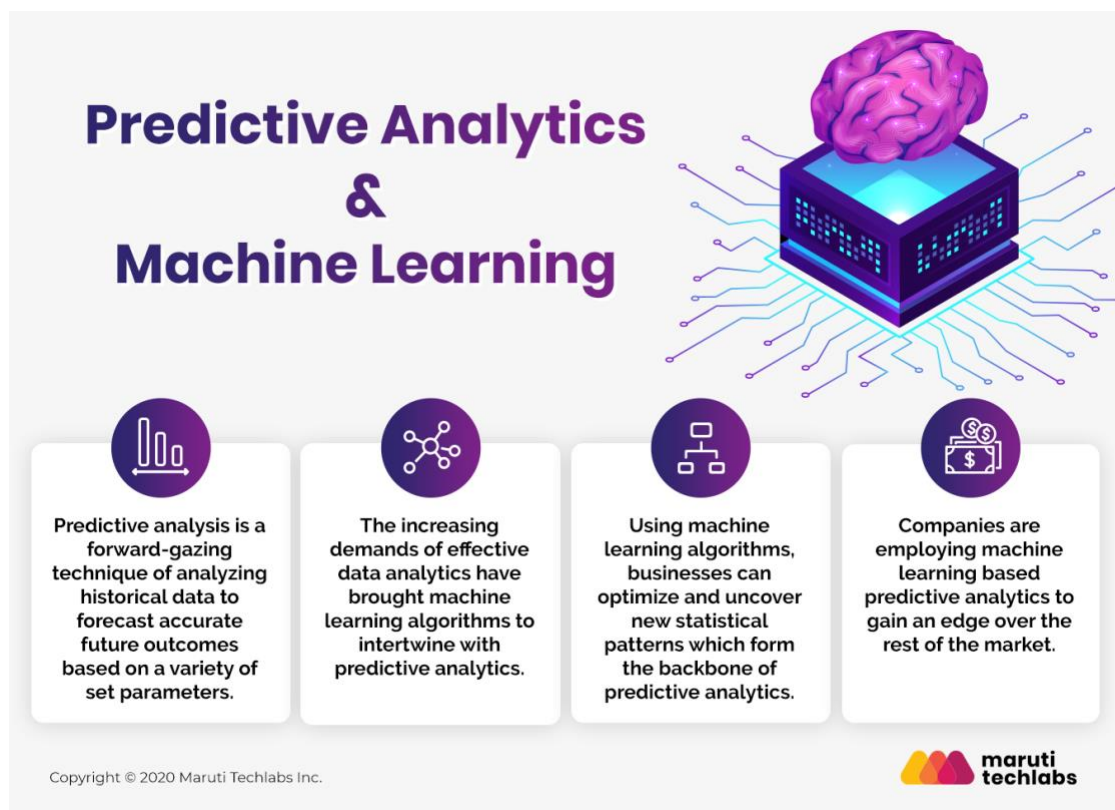 Predictive Analytics
&
Machine Learning
Predictive analysis is a
forward-gazing
technique of analyzing
historical data to
forecast accurate
future outcomes
based on a variety of
set parameters.
The increasing
demands of effective
data analytics have
brought machine
learning algorithms to
intertwine with
predictive analytics.
Using machine
learning algorithms,
businesses can
optimize and uncover
new statistical
patterns which form
the backbone of
predictive analytics.
$
$
$
Companies are
employing machine
learning based
predictive analytics to
gain an edge over the
rest of the market.
Copyright © 2020 Maruti Techlabs Inc.
maruti
techlabs